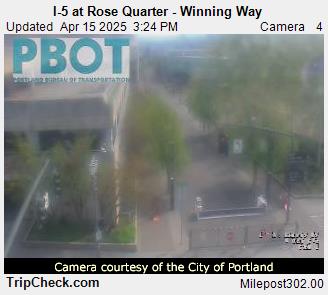 I-5 at Rose Quarter - Winning Way
Updated Apr 15 2025 3:24 PM Camera 4
PBOT
PORTLAND BUREAU OF TRANSPORTATION
Camera courtesy of the City of Portland
TripCheck.com Milepost302.00